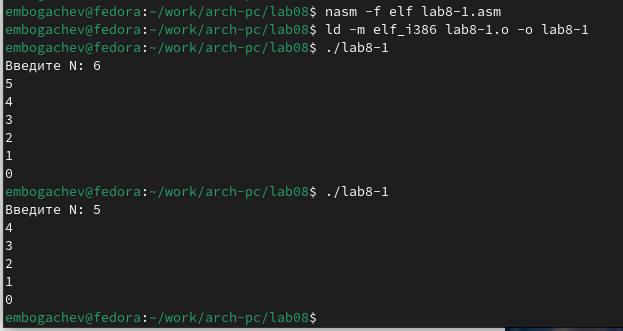 embogachev@fedora:~/work/arch-pc/lab08$ nasm -f elf lab8-1.asm
embogachev@fedora:~/work/arch-pc/lab08$ ld -m elf_i386 lab8-1.o -o lab8-1
embogachev@fedora:~/work/arch-pc/lab08$ ./lab8-1
Введите N: 6
5
4
3
2
1
0
embogachev@fedora:~/work/arch-pc/lab08$ ./lab8-1
Введите N: 5
4
3
2
1
0
embogachev@fedora:~/work/arch-pc/lab08$